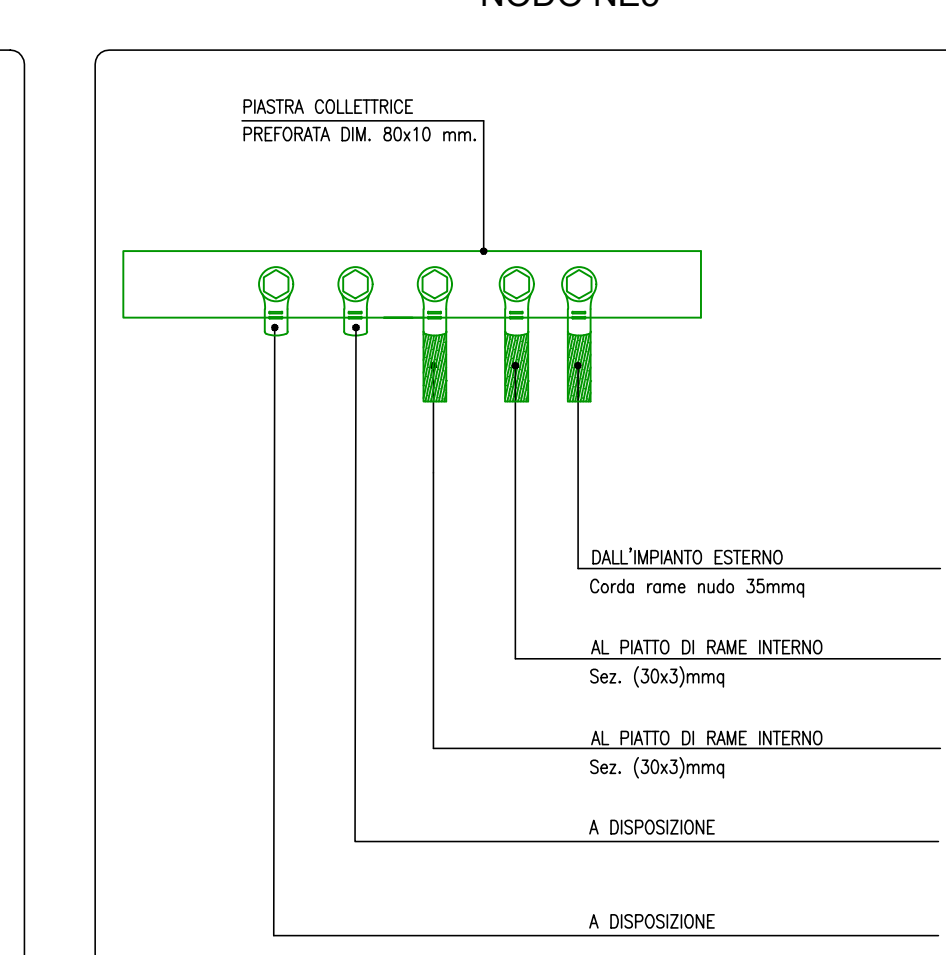 PIASTRA COLLETTRICE
PREFORATA DIM. 80x10 mm.
DALL'IMPIANTO ESTERNO
Corda rame nudo 35mmq
AL PIATTO DI RAME INTERNO
Sez. (30x3)mmq
AL PIATTO DI RAME INTERNO
Sez. (30x3)mmq
A DISPOSIZIONE
A DISPOSIZIONE